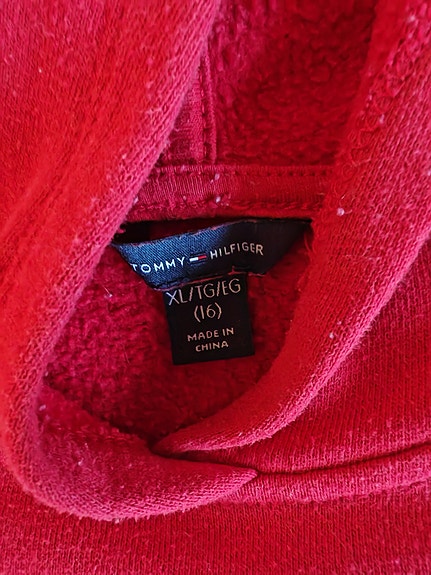 TOMMY HILFIGER
XL/TG/EG
(16)
MADE IN
CHINA